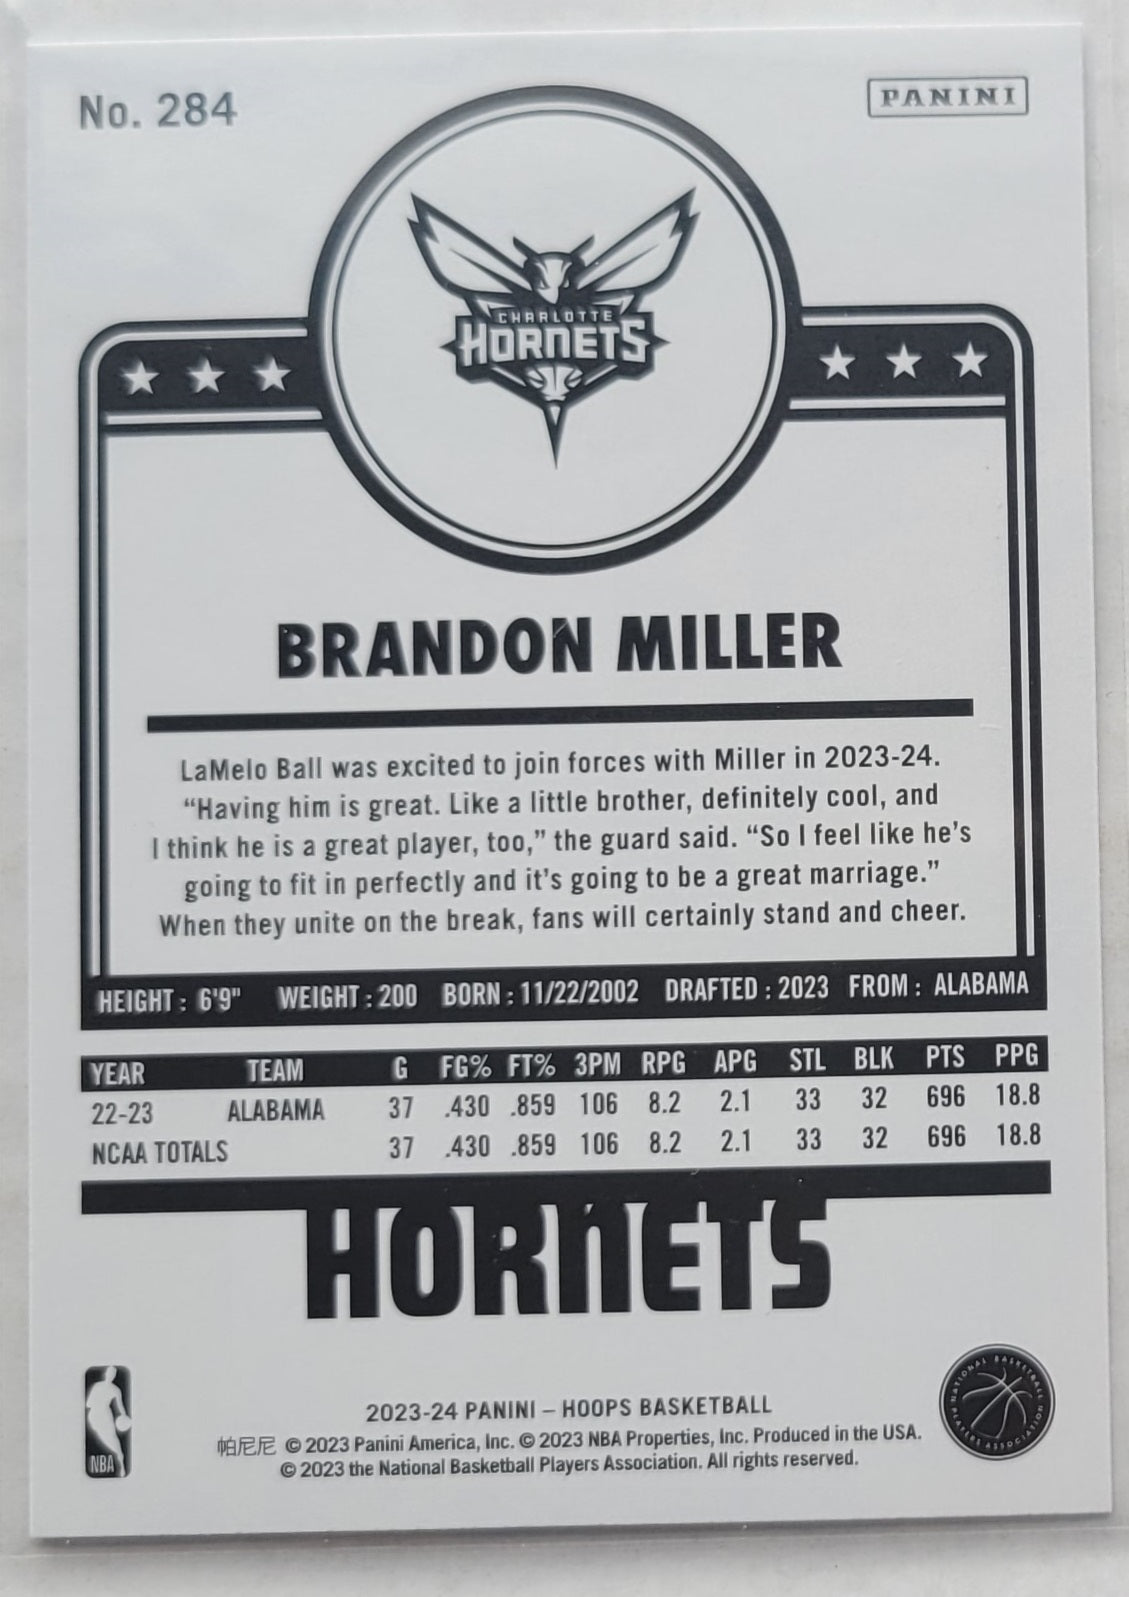 No. 284
PANINI
CHARLOTTE
HORNETS
BRANDON MILLER
LaMelo Ball was excited to join forces with Miller in 2023-24.
“Having him is great. Like a little brother, definitely cool, and
I think he is a great player, too,” the guard said. “So I feel like he’s
going to fit in perfectly and it’s going to be a great marriage.”
When they unite on the break, fans will certainly stand and cheer.
HEIGHT : 6'9" WEIGHT : 200 BORN : 11/22/2002 DRAFTED : 2023 FROM : ALABAMA
YEAR TEAM G FG% FT% 3PM RPG APG STL BLK PTS PPG
22-23 ALABAMA 37 .430 .859 106 8.2 2.1 33 32 696 18.8
NCAA TOTALS 37 .430 .859 106 8.2 2.1 33 32 696 18.8
HORNETS
NBA
NATIONAL BASKETBALL PLAYERS ASSOCIATION
2023-24 PANINI – HOOPS BASKETBALL
帕尼尼 © 2023 Panini America, Inc. © 2023 NBA Properties, Inc. Produced in the USA.
© 2023 the National Basketball Players Association. All rights reserved.